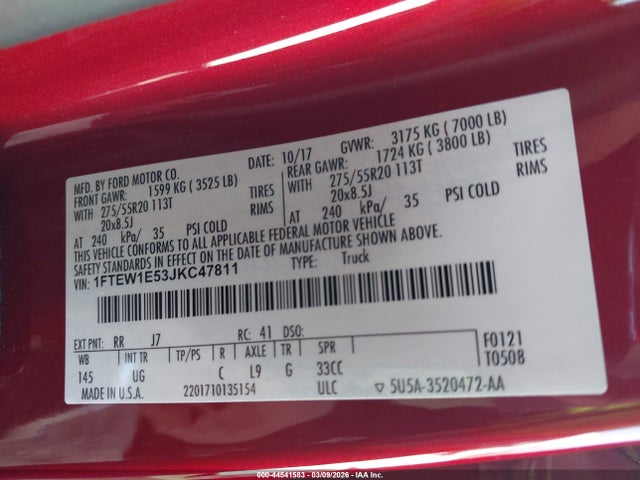 MFD. BY FORD MOTOR CO.
DATE: 10/17 GVWR: 3175 KG ( 7000 LB)
FRONT GAWR: 1599 KG ( 3525 LB) REAR GAWR: 1724 KG ( 3800 LB)
WITH 275/55R20 113T TIRES 275/55R20 113T TIRES
20x8.5J RIMS WITH 20x8.5J RIMS
AT 240 kPa/ 35 PSI COLD AT 240 kPa/ 35 PSI COLD
THIS VEHICLE CONFORMS TO ALL APPLICABLE FEDERAL MOTOR VEHICLE
SAFETY STANDARDS IN EFFECT ON THE DATE OF MANUFACTURE SHOWN ABOVE.
VIN: 1FTEW1E53JKC47811 TYPE: Truck
EXT PNT: RR J7 RC: 41 DSO:
WB INT TR TP/PS R AXLE TR SPR F0121
145 UG C L9 G 33CC T0508
MADE IN U.S.A. 2201710135154 ULC ▽ 5U5A-3520472-AA
000-44541583 - 03/09/2026 - IAA Inc.